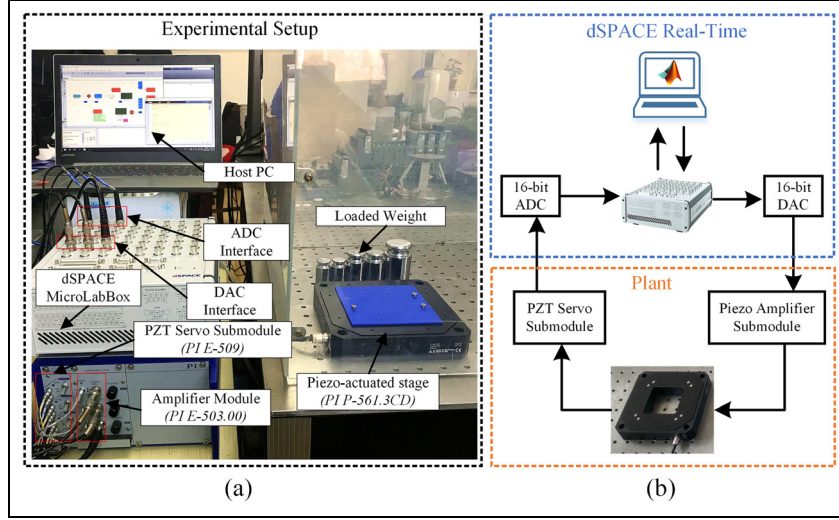 Experimental Setup
Host PC
ADC
Interface
Loaded Weight
dSPACE
MicroLabBox
DAC
Interface
PZT Servo Submodule
(PI E-509)
Amplifier Module
(PI E-503.00)
Piezo-actuated stage
(PI P-561.3CD)
PI
(a)
dSPACE Real-Time
16-bit
ADC
16-bit
DAC
Plant
PZT Servo
Submodule
Piezo Amplifier
Submodule
(b)